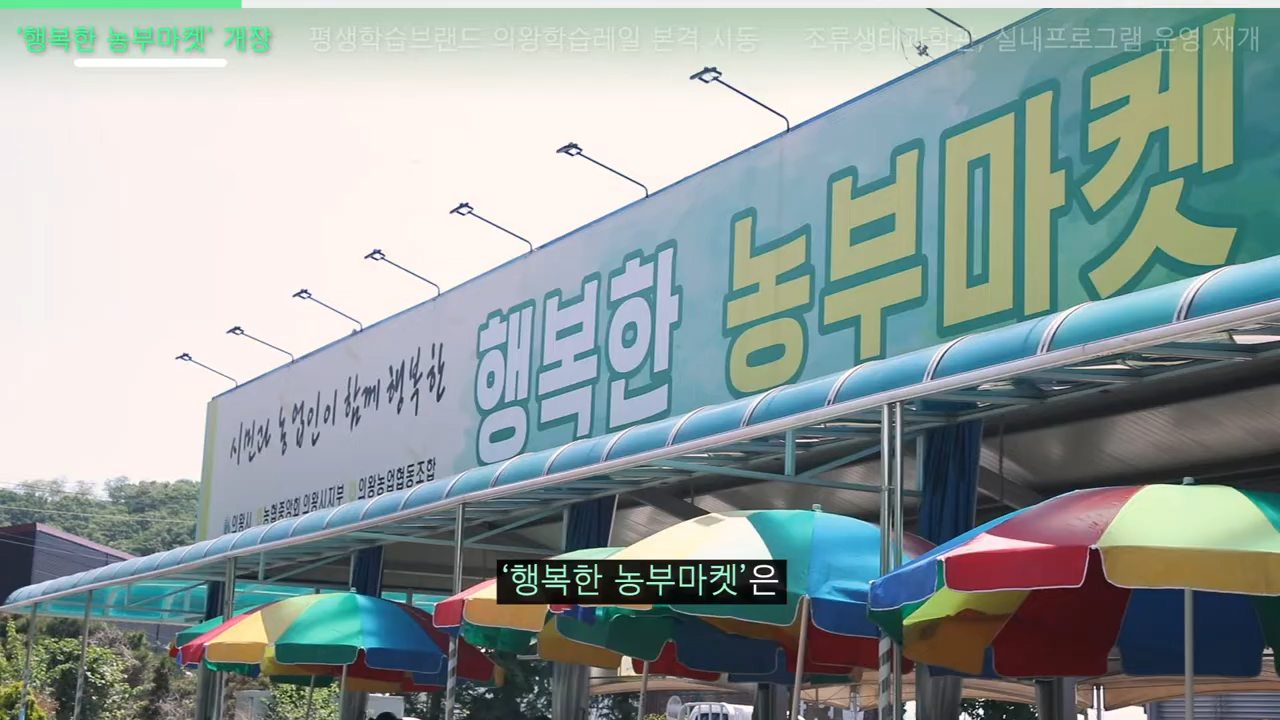 ‘행복한 농부마켓’ 개장
평생학습브랜드 의왕학습레일 본격 시동
조류생태과학관, 실내프로그램 운영 재개
시민과 농업인이 함께 행복한
행복한 농부마켓
의왕시 농협중앙회 의왕시지부 의왕농업협동조합
‘행복한 농부마켓’은